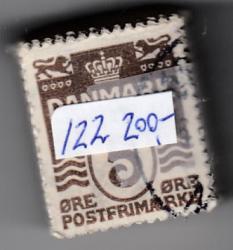 DANMARK
122 200,-
ØRE ØRE
POSTFRIMÆRKE